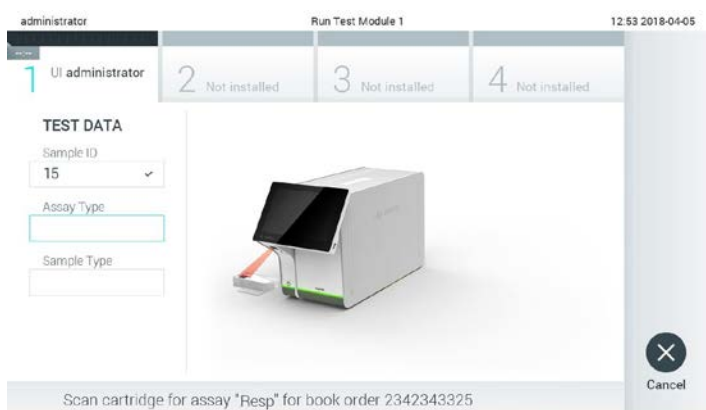 administrator Run Test Module 1 12:53 2018-04-05
--:--
1 UI administrator 2 Not installed 3 Not installed 4 Not installed
TEST DATA
Sample ID
15
Assay Type
Sample Type
Cancel
Scan cartridge for assay "Resp" for book order 2342343325